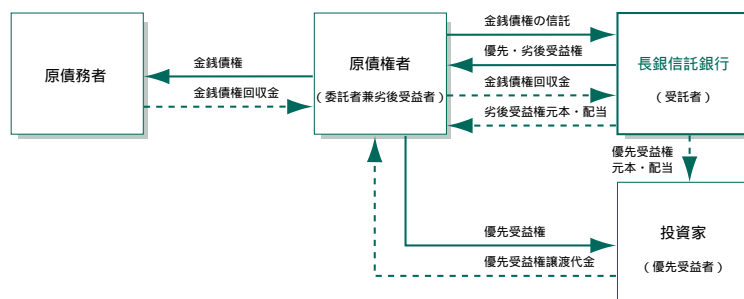 原債務者
金銭債権
金銭債権回収金
原債権者
(委託者兼劣後受益者)
金銭債権の信託
優先・劣後受益権
金銭債権回収金
劣後受益権元本・配当
長銀信託銀行
(受託者)
優先受益権
元本・配当
優先受益権
優先受益権譲渡代金
投資家
(優先受益者)